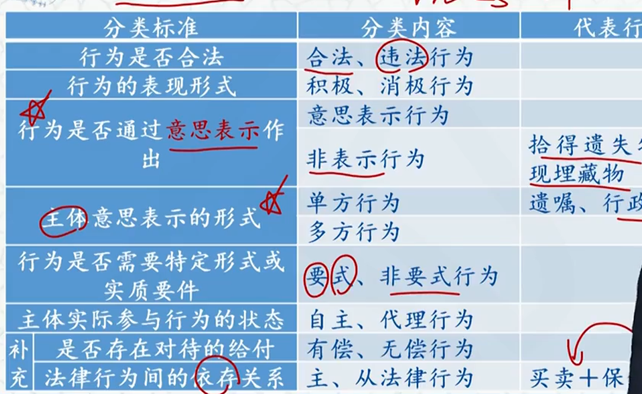 分类标准 分类内容 代表行
行为是否合法 合法、违法行为
行为的表现形式 积极、消极行为
行为是否通过意思表示作出 意思表示行为
非表示行为 拾得遗失
现埋藏物
主体意思表示的形式 单方行为 遗嘱、行政
多方行为
行为是否需要特定形式或实质要件 要式、非要式行为
主体实际参与行为的状态 自主、代理行为
补充 是否存在对待的给付 有偿、无偿行为
法律行为间的依存关系 主、从法律行为 买卖+保